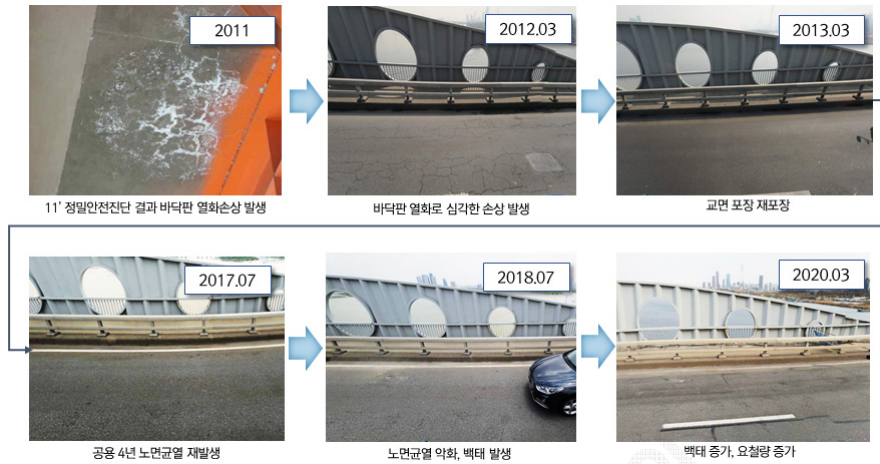 2011
11' 정밀안전진단 결과 바닥판 열화손상 발생
2012.03
바닥판 열화로 심각한 손상 발생
2013.03
교면 포장 재포장
2017.07
공용 4년 노면균열 재발생
2018.07
노면균열 악화, 백태 발생
2020.03
백태 증가, 요철량 증가